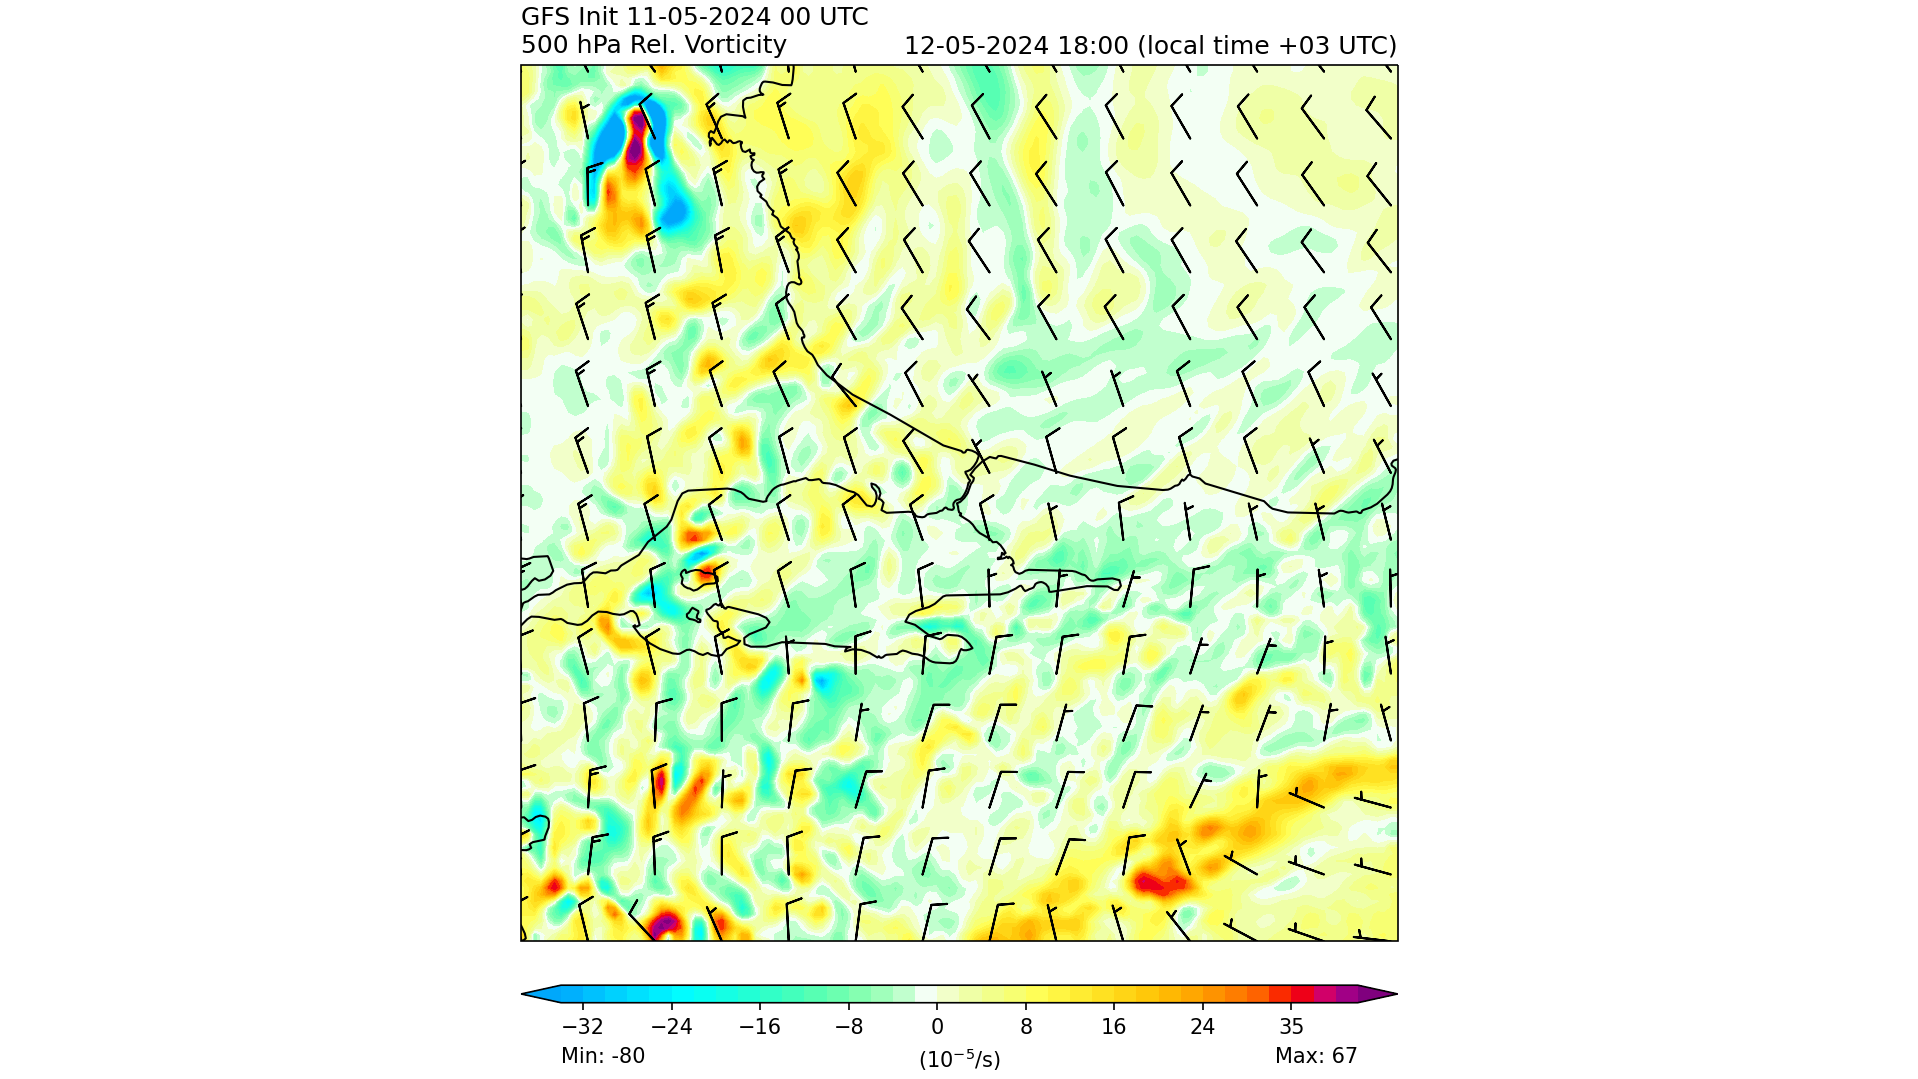 GFS Init 11-05-2024 00 UTC
500 hPa Rel. Vorticity
12-05-2024 18:00 (local time +03 UTC)
−32 −24 −16 −8 0 8 16 24 35
Min: -80 (10⁻⁵/s) Max: 67